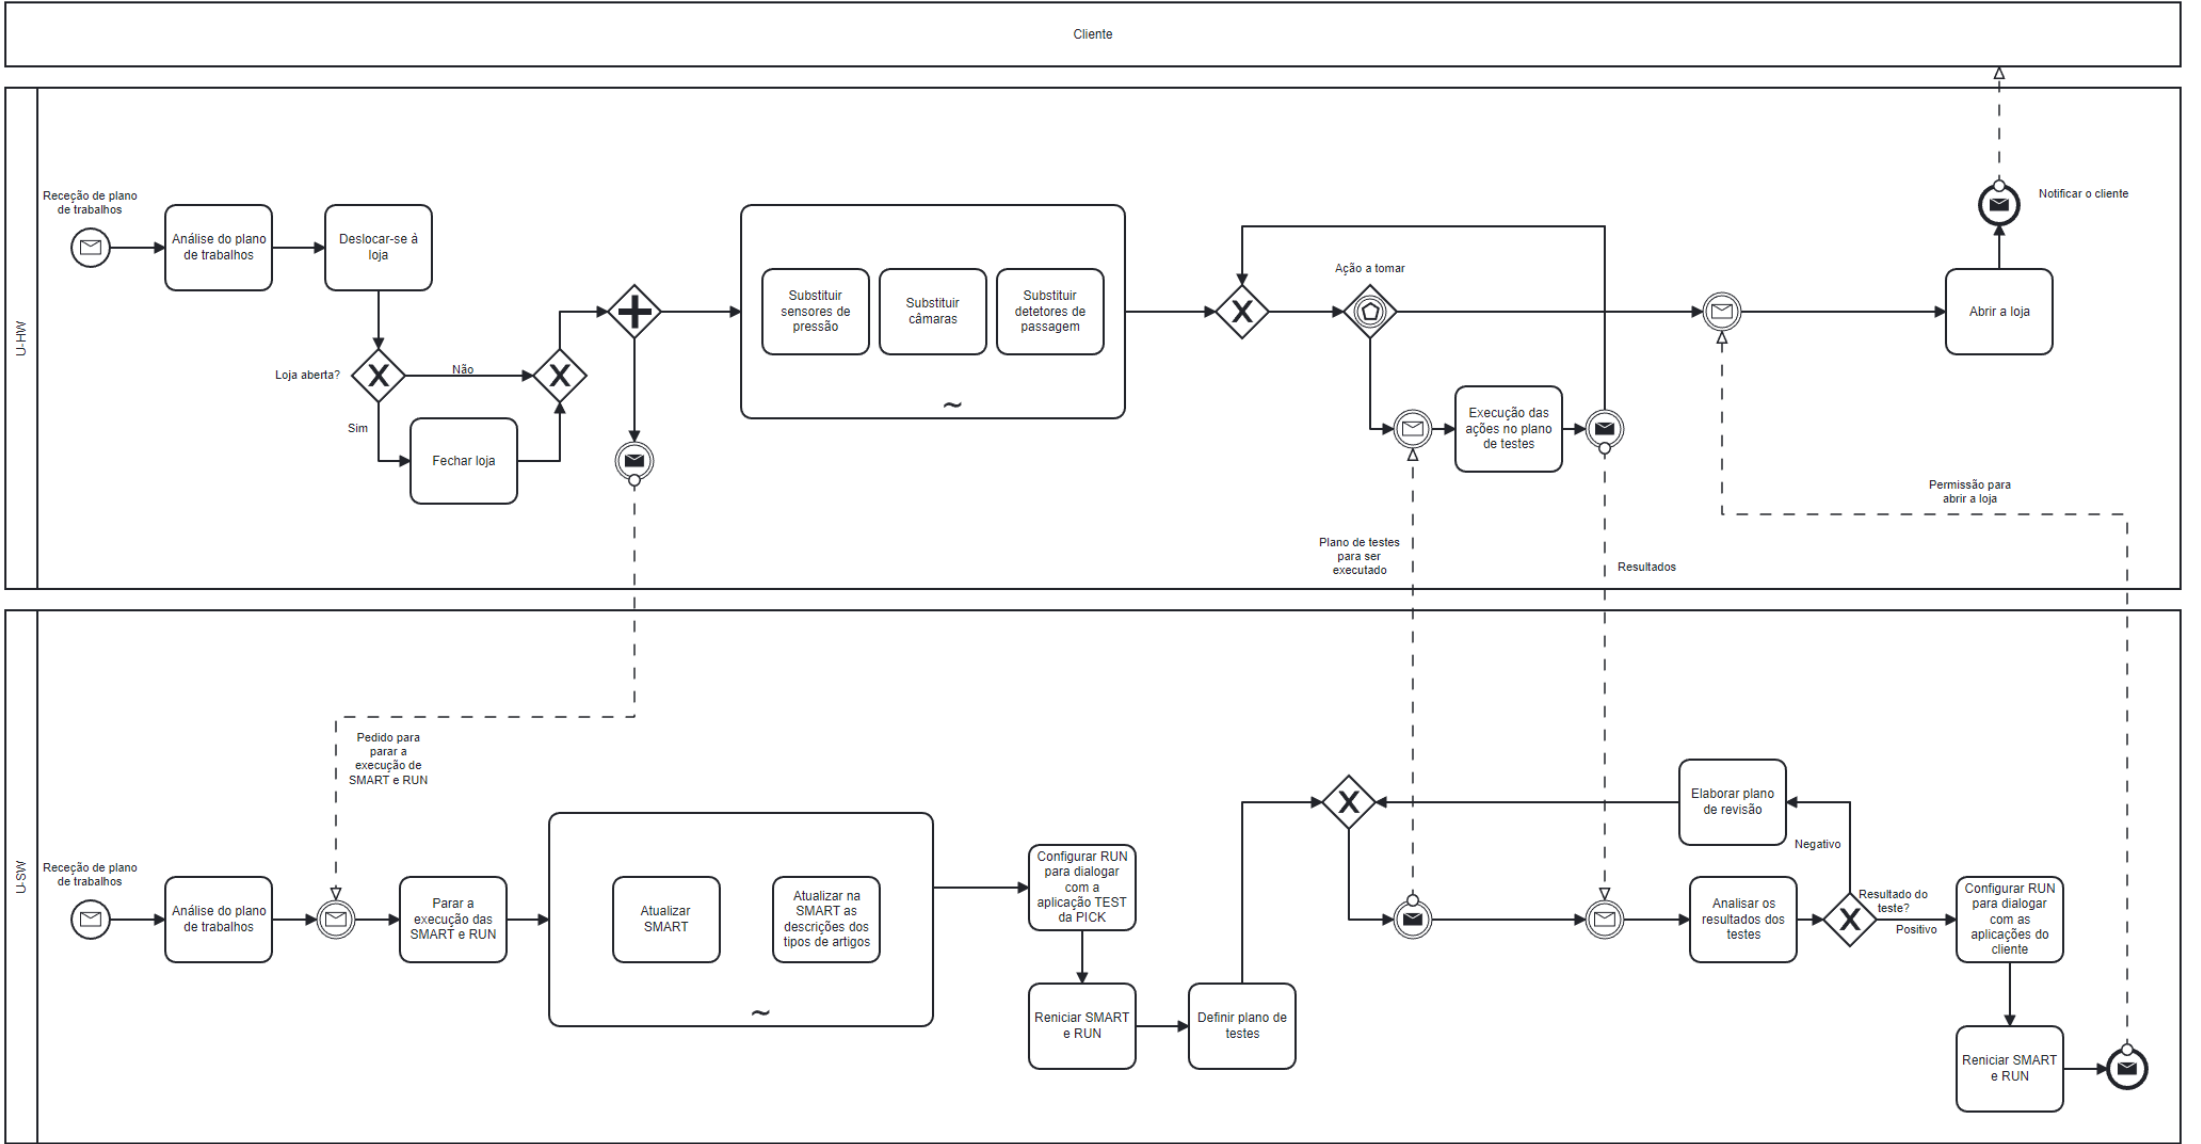 Cliente
U-HW
Receção de plano
de trabalhos
Análise do plano
de trabalhos
Deslocar-se à
loja
Loja aberta?
Não
Sim
Fechar loja
Substituir
sensores de
pressão
Substituir
câmaras
Substituir
detetores de
passagem
~
Ação a tomar
Execução das
ações no plano
de testes
Notificar o cliente
Abrir a loja
Permissão para
abrir a loja
Plano de testes
para ser
executado
Resultados
U-SW
Pedido para
parar a
execução de
SMART e RUN
Receção de plano
de trabalhos
Análise do plano
de trabalhos
Parar a
execução das
SMART e RUN
Atualizar
SMART
Atualizar na
SMART as
descrições dos
tipos de artigos
~
Configurar RUN
para dialogar
com a
aplicação TEST
da PICK
Reniciar SMART
e RUN
Definir plano de
testes
Elaborar plano
de revisão
Negativo
Analisar os
resultados dos
testes
Resultado do
teste?
Positivo
Configurar RUN
para dialogar
com as
aplicações do
cliente
Reniciar SMART
e RUN